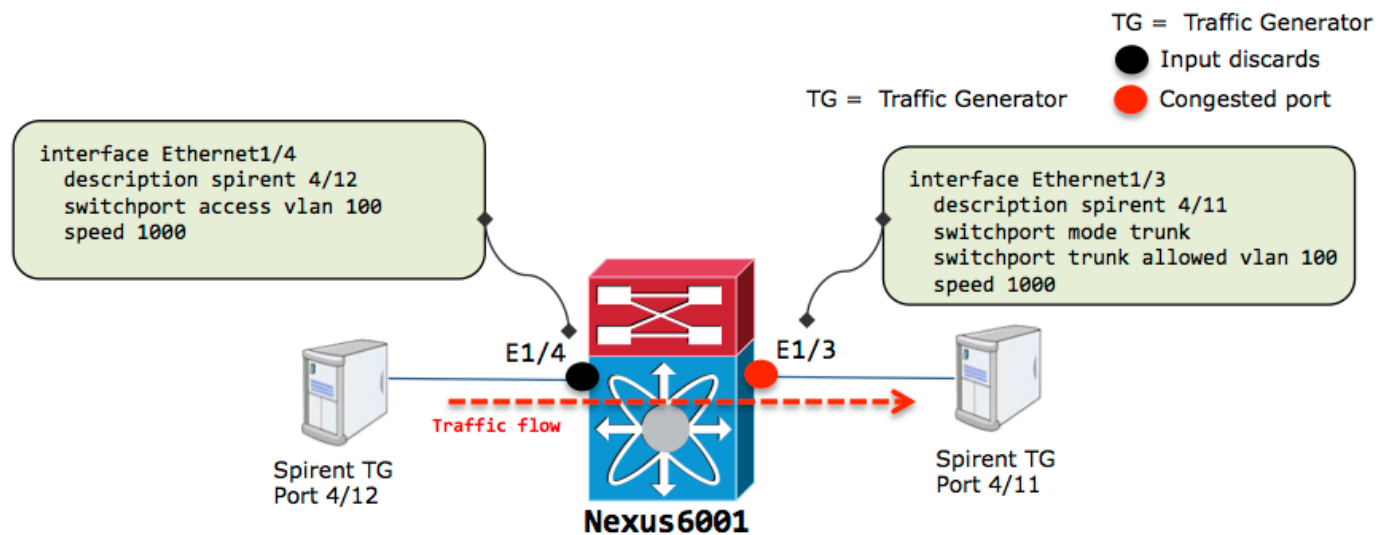 TG = Traffic Generator
Input discards
TG = Traffic Generator
Congested port
interface Ethernet1/4
description spirent 4/12
switchport access vlan 100
speed 1000
interface Ethernet1/3
description spirent 4/11
switchport mode trunk
switchport trunk allowed vlan 100
speed 1000
E1/4
E1/3
Traffic flow
Spirent TG
Port 4/12
Spirent TG
Port 4/11
Nexus6001